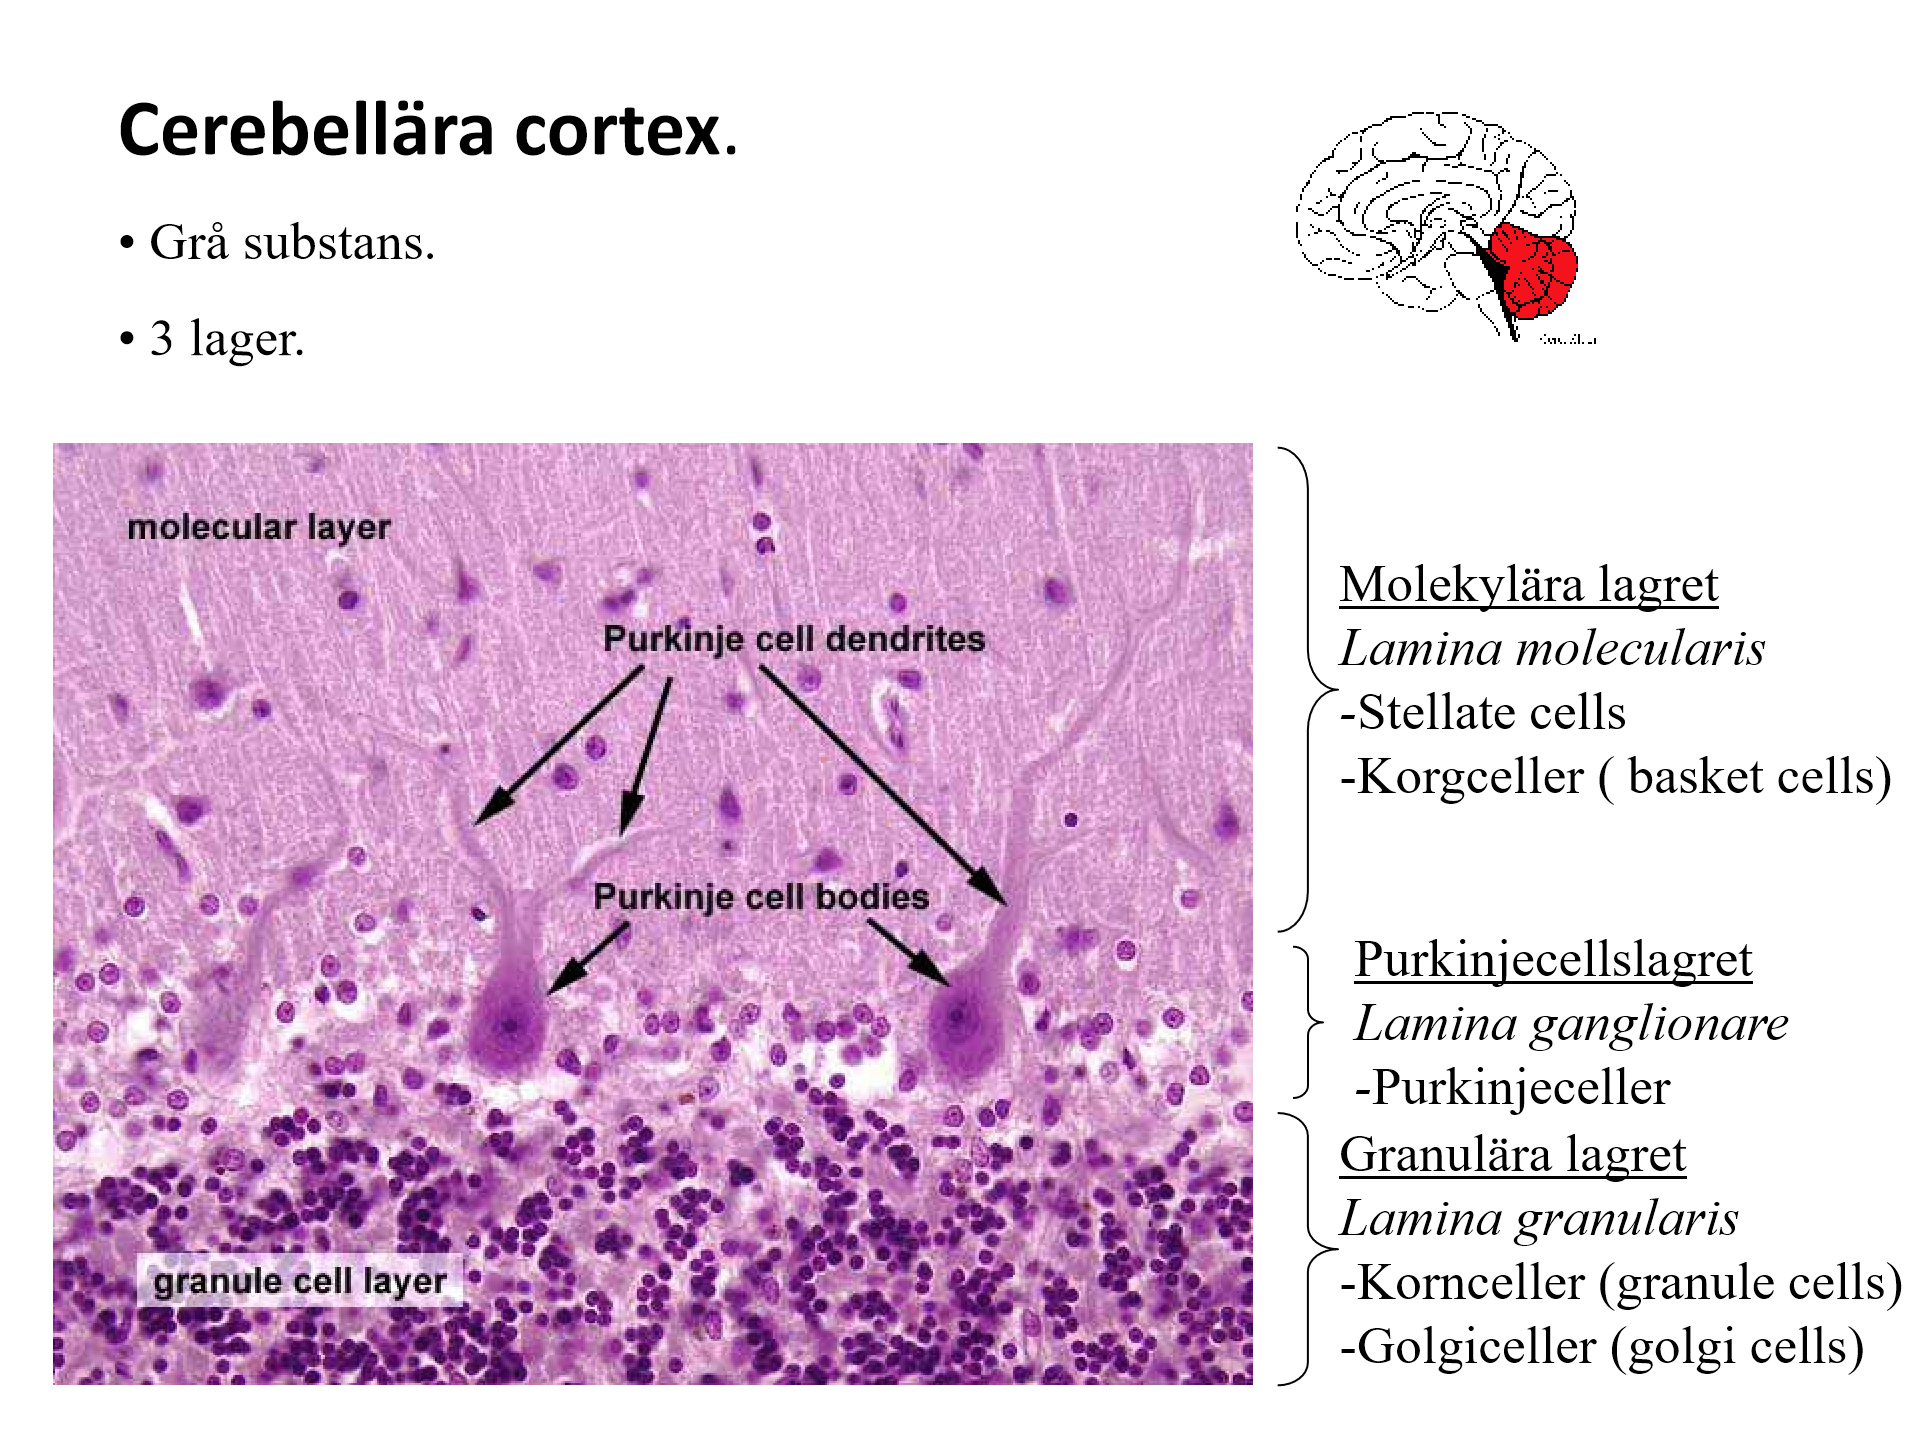 Cerebellära cortex.
• Grå substans.
• 3 lager.
molecular layer
Purkinje cell dendrites
Purkinje cell bodies
granule cell layer
Molekylära lagret
Lamina molecularis
-Stellate cells
-Korgceller ( basket cells)
Purkinjecellslagret
Lamina ganglionare
-Purkinjeceller
Granulära lagret
Lamina granularis
-Kornceller (granule cells)
-Golgiceller (golgi cells)